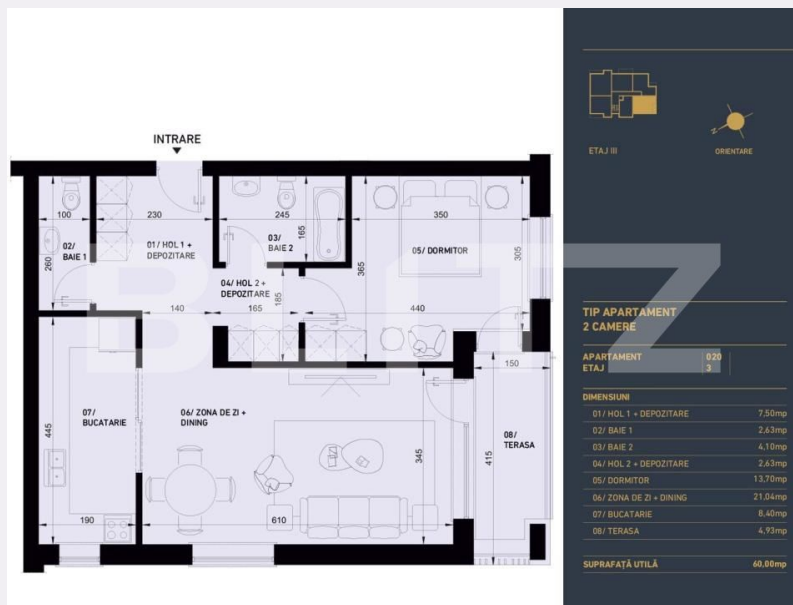 INTRARE
100
230
245
350
02/
BAIE 1
01/ HOL 1 +
DEPOZITARE
03/
BAIE 2
165
05/ DORMITOR
305
260
365
04/ HOL 2 +
DEPOZITARE
185
140
165
440
150
07/
BUCATARIE
06/ ZONA DE ZI +
DINING
08/
TERASA
445
345
415
190
610
BLITZ
ETAJ III
N
ORIENTARE
TIP APARTAMENT
2 CAMERE
APARTAMENT 020
ETAJ 3
DIMENSIUNI
01/ HOL 1 + DEPOZITARE 7,50mp
02/ BAIE 1 2,63mp
03/ BAIE 2 4,10mp
04/ HOL 2 + DEPOZITARE 2,63mp
05/ DORMITOR 13,70mp
06/ ZONA DE ZI + DINING 21,04mp
07/ BUCATARIE 8,40mp
08/ TERASA 4,93mp
SUPRAFAȚĂ UTILĂ 60,00mp